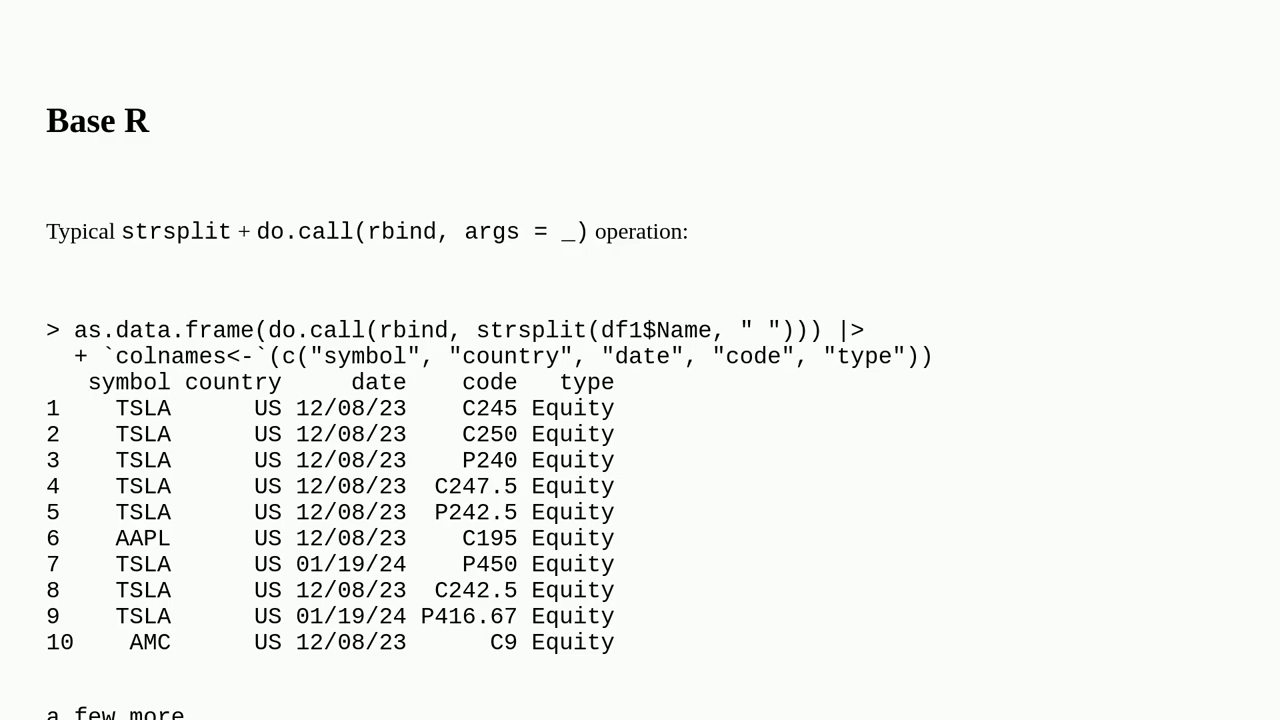 Base R
Typical strsplit + do.call(rbind, args = _) operation:
> as.data.frame(do.call(rbind, strsplit(df1$Name, " "))) |>
  + `colnames<-`(c("symbol", "country", "date", "code", "type"))
   symbol country     date    code   type
1    TSLA      US 12/08/23    C245 Equity
2    TSLA      US 12/08/23    C250 Equity
3    TSLA      US 12/08/23    P240 Equity
4    TSLA      US 12/08/23  C247.5 Equity
5    TSLA      US 12/08/23  P242.5 Equity
6    AAPL      US 12/08/23    C195 Equity
7    TSLA      US 01/19/24    P450 Equity
8    TSLA      US 12/08/23  C242.5 Equity
9    TSLA      US 01/19/24 P416.67 Equity
10    AMC      US 12/08/23      C9 Equity
a few more